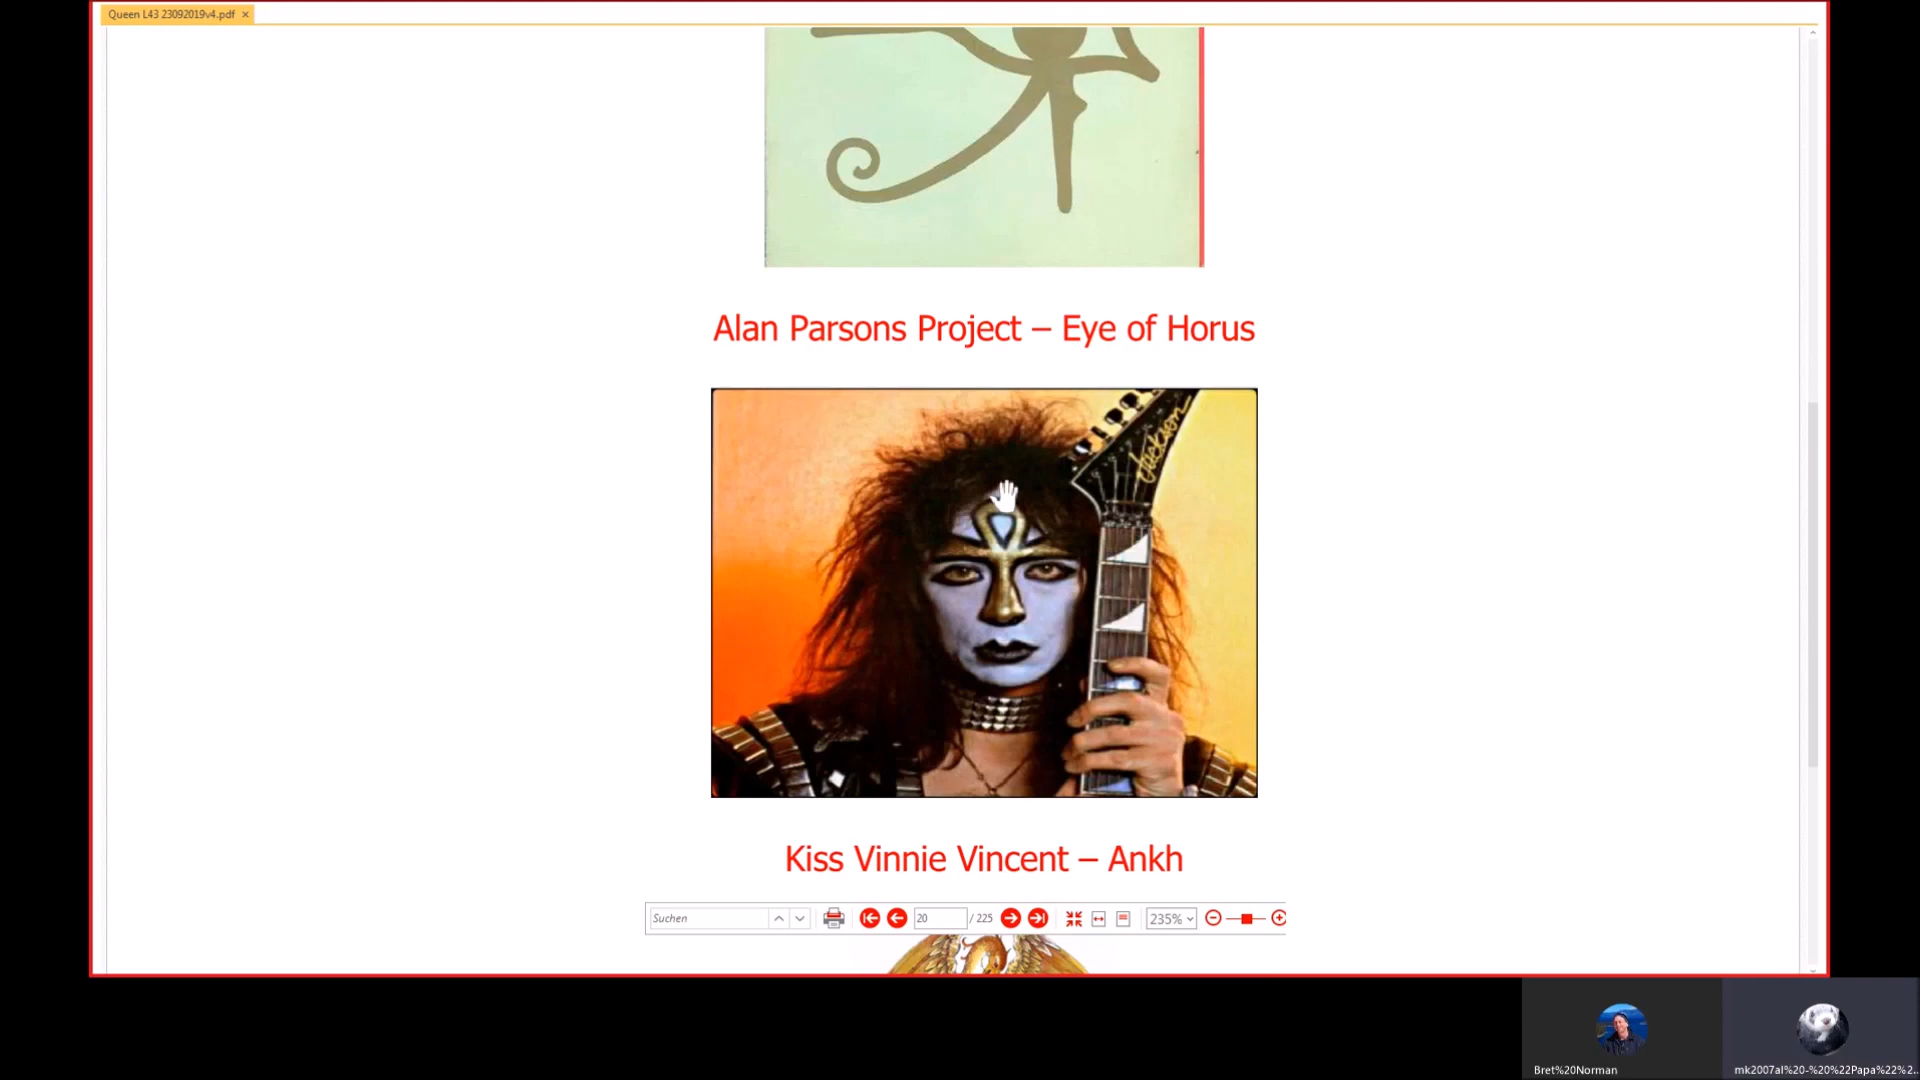 Queen L43 23092019v4.pdf
Alan Parsons Project – Eye of Horus
Jackson
Kiss Vinnie Vincent – Ankh
Suchen
20
/ 225
235%
Bret%20Norman
mk2007al%20-%20%22Papa%22%2...